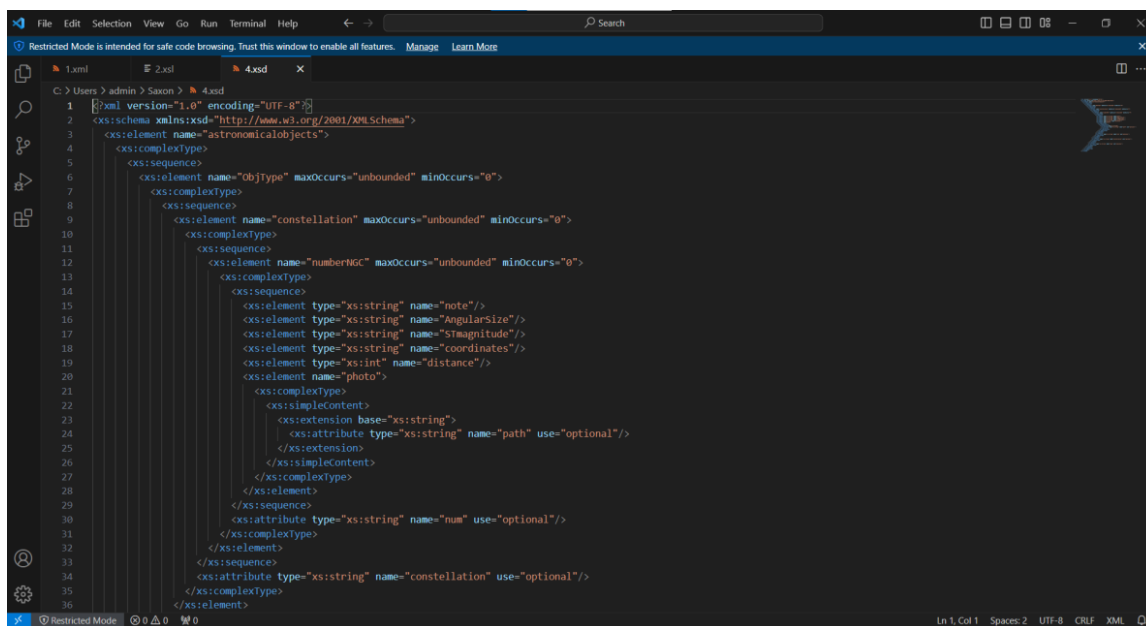 File Edit Selection View Go Run Terminal Help
Search
Restricted Mode is intended for safe code browsing. Trust this window to enable all features. Manage Learn More
1.xml 2.xsl 4.xsd
C: > Users > admin > Saxon > 4.xsd
1 <?xml version="1.0" encoding="UTF-8"?>
2 <xs:schema xmlns:xsd="http://www.w3.org/2001/XMLSchema">
3 <xs:element name="astronomicalobjects">
4 <xs:complexType>
5 <xs:sequence>
6 <xs:element name="ObjType" maxOccurs="unbounded" minOccurs="0">
7 <xs:complexType>
8 <xs:sequence>
9 <xs:element name="constellation" maxOccurs="unbounded" minOccurs="0">
10 <xs:complexType>
11 <xs:sequence>
12 <xs:element name="numberNGC" maxOccurs="unbounded" minOccurs="0">
13 <xs:complexType>
14 <xs:sequence>
15 <xs:element type="xs:string" name="note"/>
16 <xs:element type="xs:string" name="AngularSize"/>
17 <xs:element type="xs:string" name="STmagnitude"/>
18 <xs:element type="xs:string" name="coordinates"/>
19 <xs:element type="xs:int" name="distance"/>
20 <xs:element name="photo">
21 <xs:complexType>
22 <xs:simpleContent>
23 <xs:extension base="xs:string">
24 <xs:attribute type="xs:string" name="path" use="optional"/>
25 </xs:extension>
26 </xs:simpleContent>
27 </xs:complexType>
28 </xs:element>
29 </xs:sequence>
30 <xs:attribute type="xs:string" name="num" use="optional"/>
31 </xs:complexType>
32 </xs:element>
33 </xs:sequence>
34 <xs:attribute type="xs:string" name="constellation" use="optional"/>
35 </xs:complexType>
36 </xs:element>
Restricted Mode 0 0 0 Ln 1, Col 1 Spaces: 2 UTF-8 CRLF XML